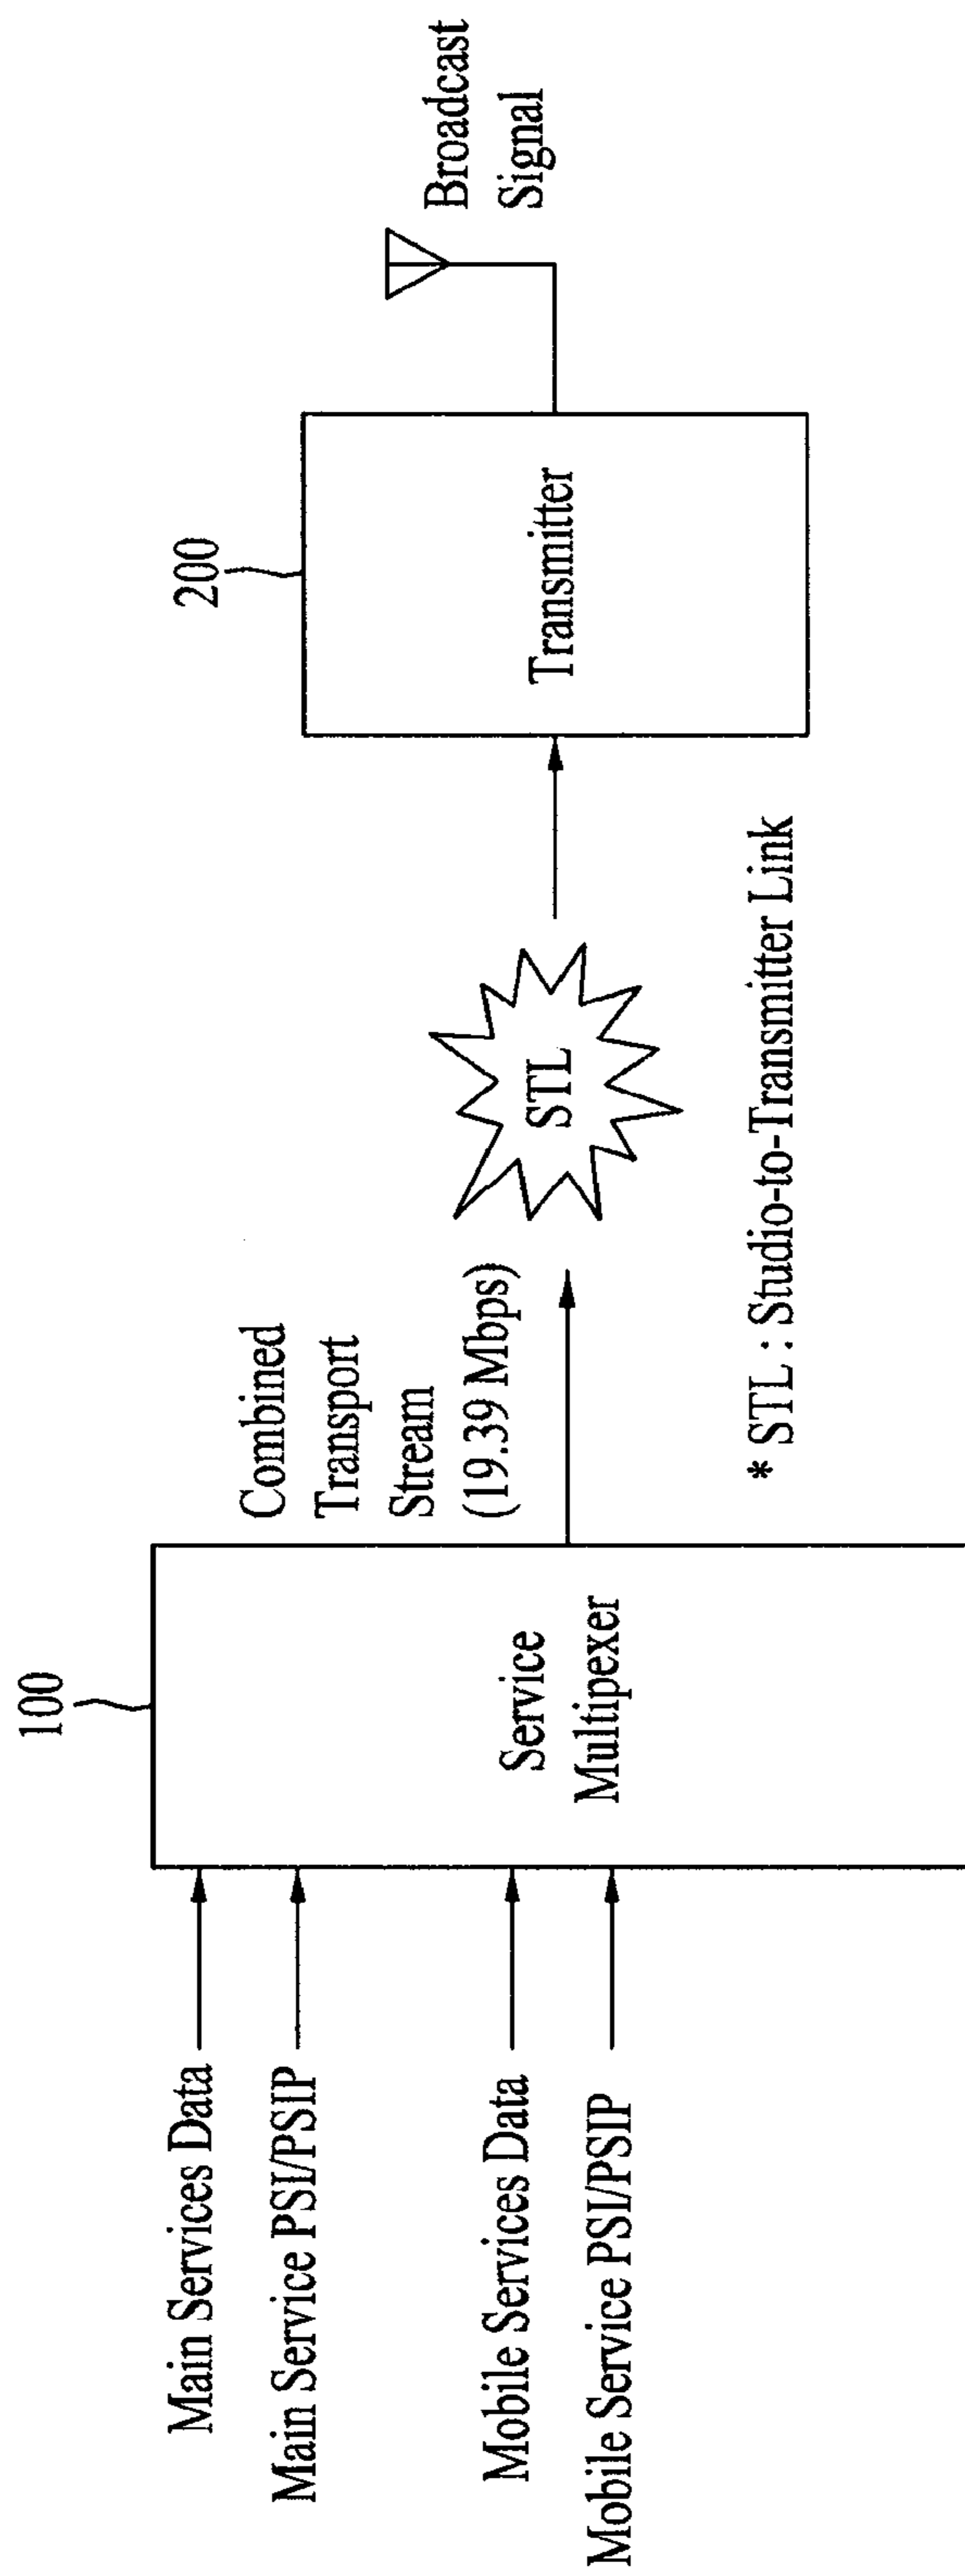 100
200
Main Services Data
Main Service PSI/PSIP
Mobile Services Data
Mobile Service PSI/PSIP
Service
Multipexer
Combined
Transport
Stream
(19.39 Mbps)
STL
Transmitter
Broadcast
Signal
* STL : Studio-to-Transmitter Link